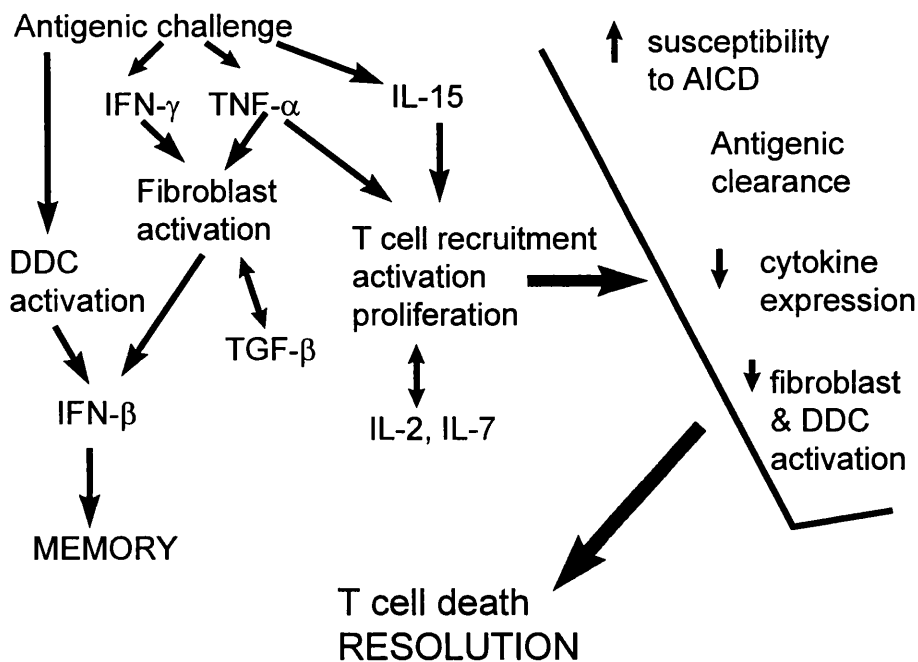 Antigenic challenge
IFN-γ
TNF-α
IL-15
Fibroblast
activation
DDC
activation
T cell recruitment
activation
proliferation
TGF-β
IFN-β
IL-2, IL-7
MEMORY
susceptibility
to AICD
Antigenic
clearance
cytokine
expression
fibroblast
& DDC
activation
T cell death
RESOLUTION